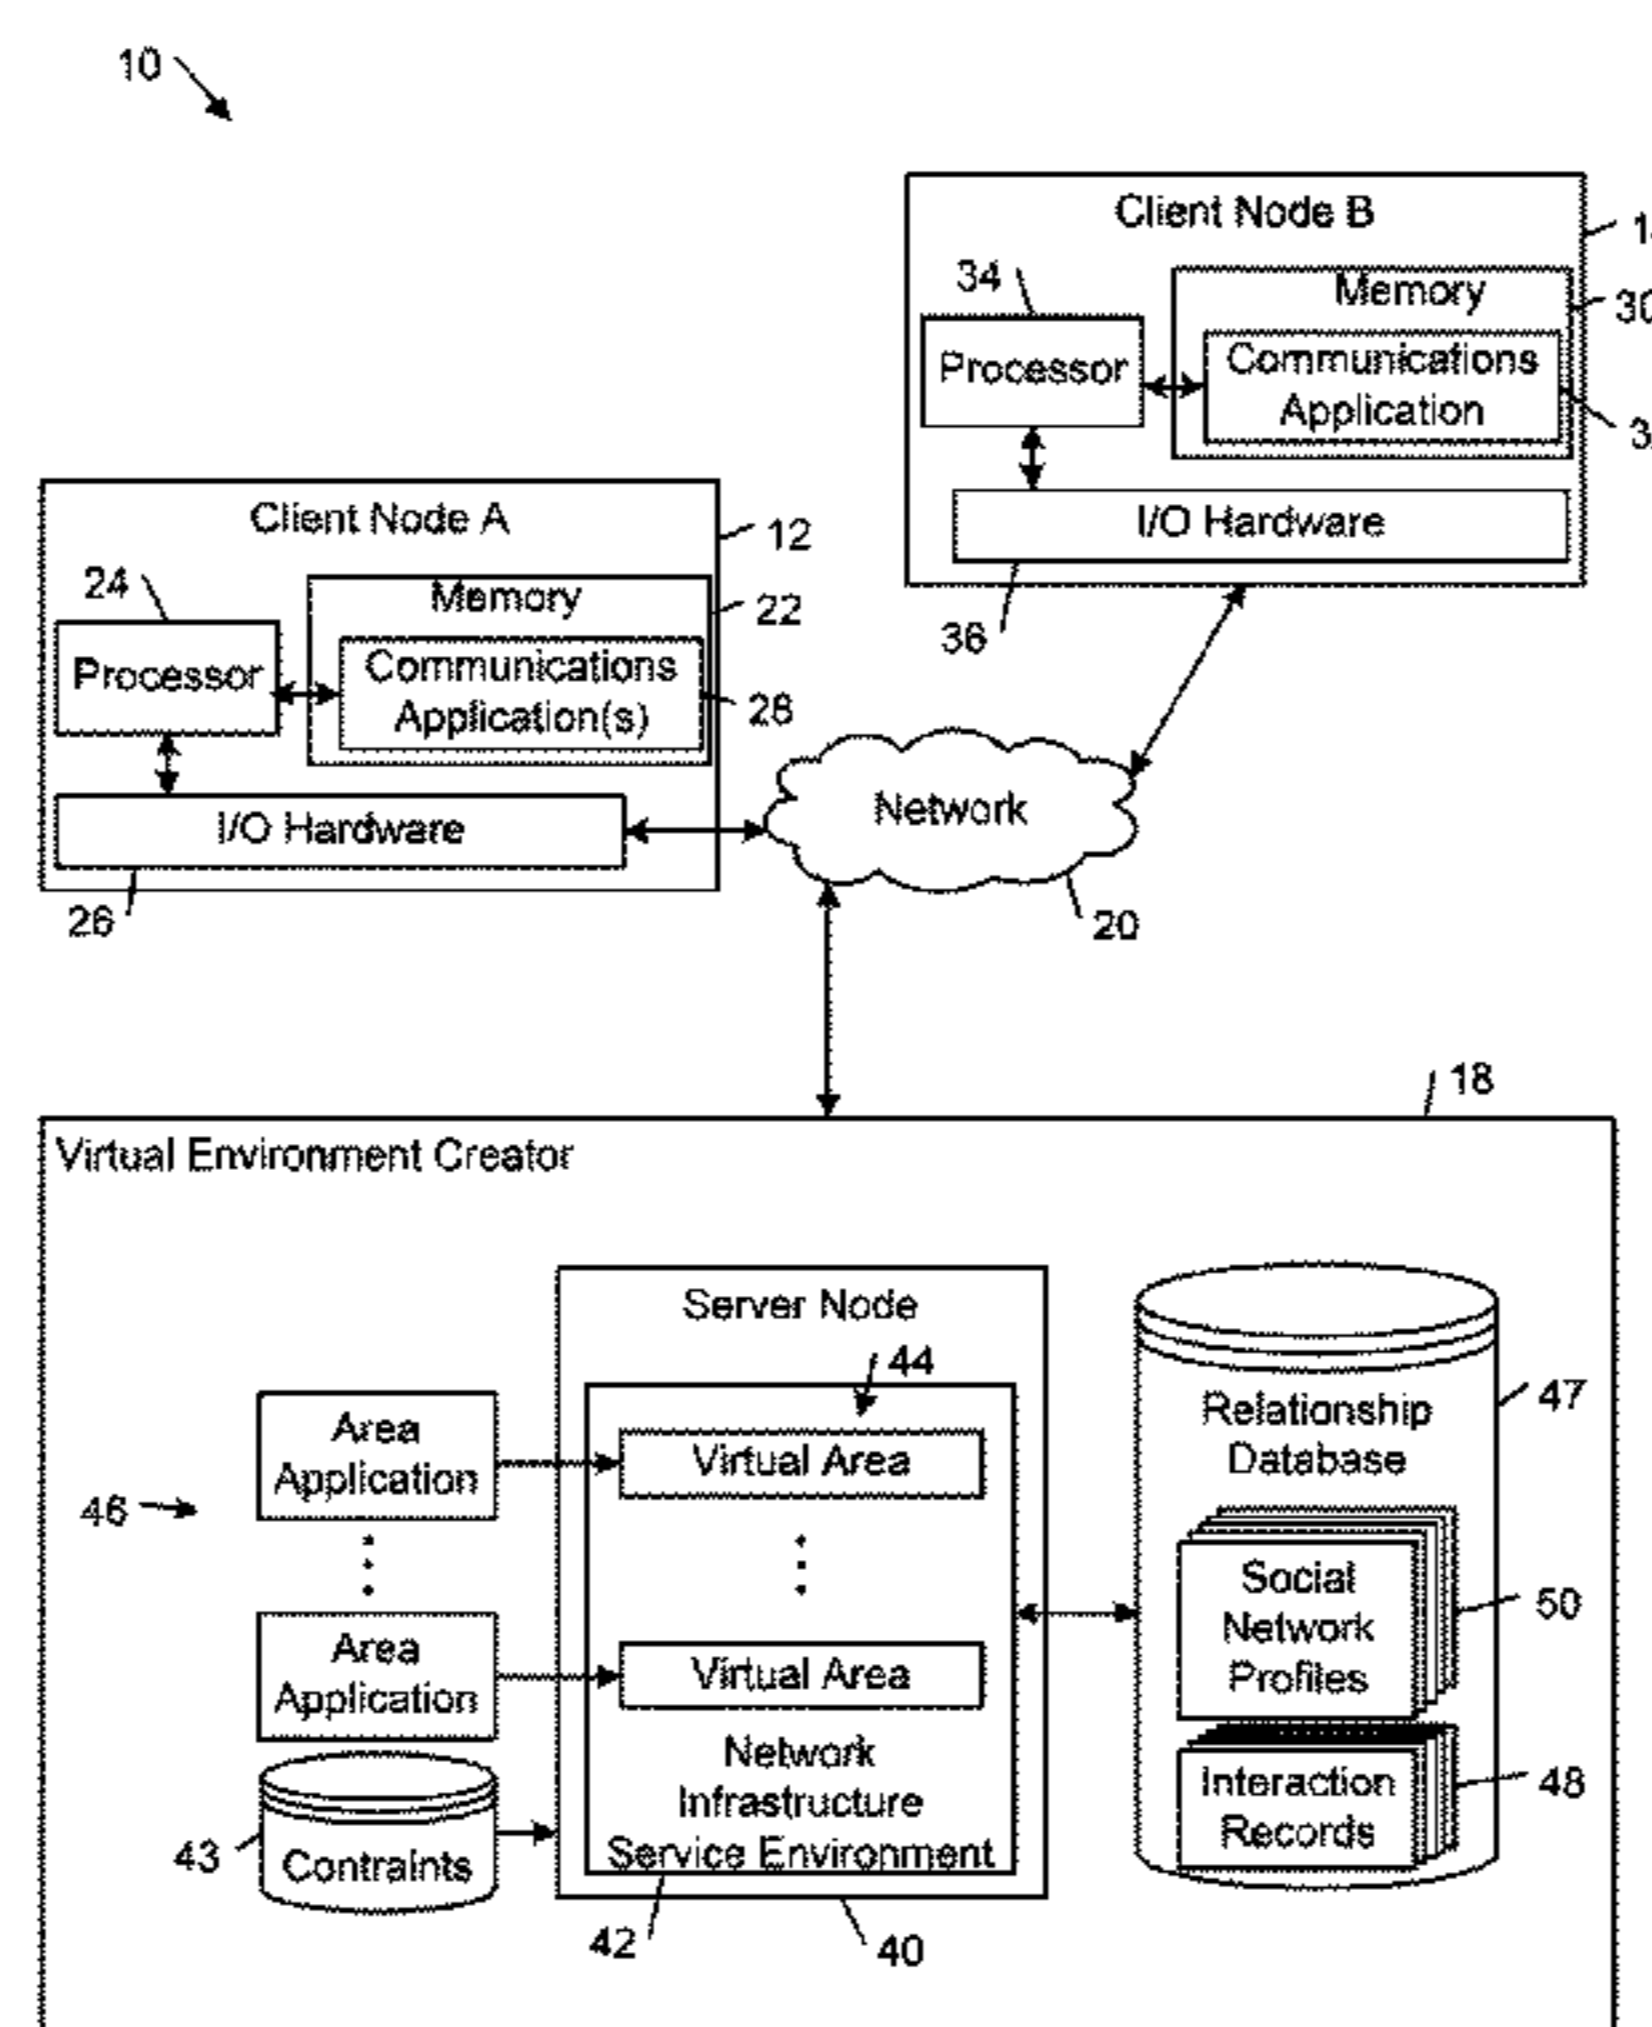 10
Client Node B
34
Memory
30
Processor
Communications
Application
I/O Hardware
36
Client Node A
12
24
Memory
22
Processor
Communications
Application(s)
28
I/O Hardware
26
Network
20
18
Virtual Environment Creator
Server Node
44
47
Area
Application
Virtual Area
Relationship
Database
46
Social
Network
Profiles
50
Area
Application
Virtual Area
Network
Infrastructure
Service Environment
Interaction
Records
48
43
Contraints
42
40